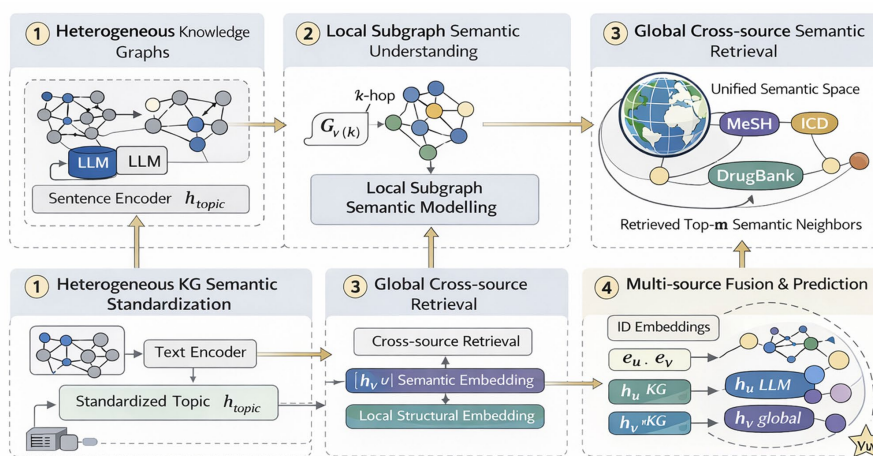 1 Heterogeneous Knowledge
Graphs
LLM
LLM
Sentence Encoder h_topic
2 Local Subgraph Semantic
Understanding
k-hop
G_v(k)
Local Subgraph
Semantic Modelling
3 Global Cross-source Semantic
Retrieval
Unified Semantic Space
MeSH
ICD
DrugBank
Retrieved Top-m Semantic Neighbors
1 Heterogeneous KG Semantic
Standardization
Text Encoder
Standardized Topic h_topic
3 Global Cross-source
Retrieval
Cross-source Retrieval
Semantic Embedding
Local Structural Embedding
4 Multi-source Fusion & Prediction
ID Embeddings
e_u . e_v
h_u KG
h_u LLM
h_v KG
h_v global